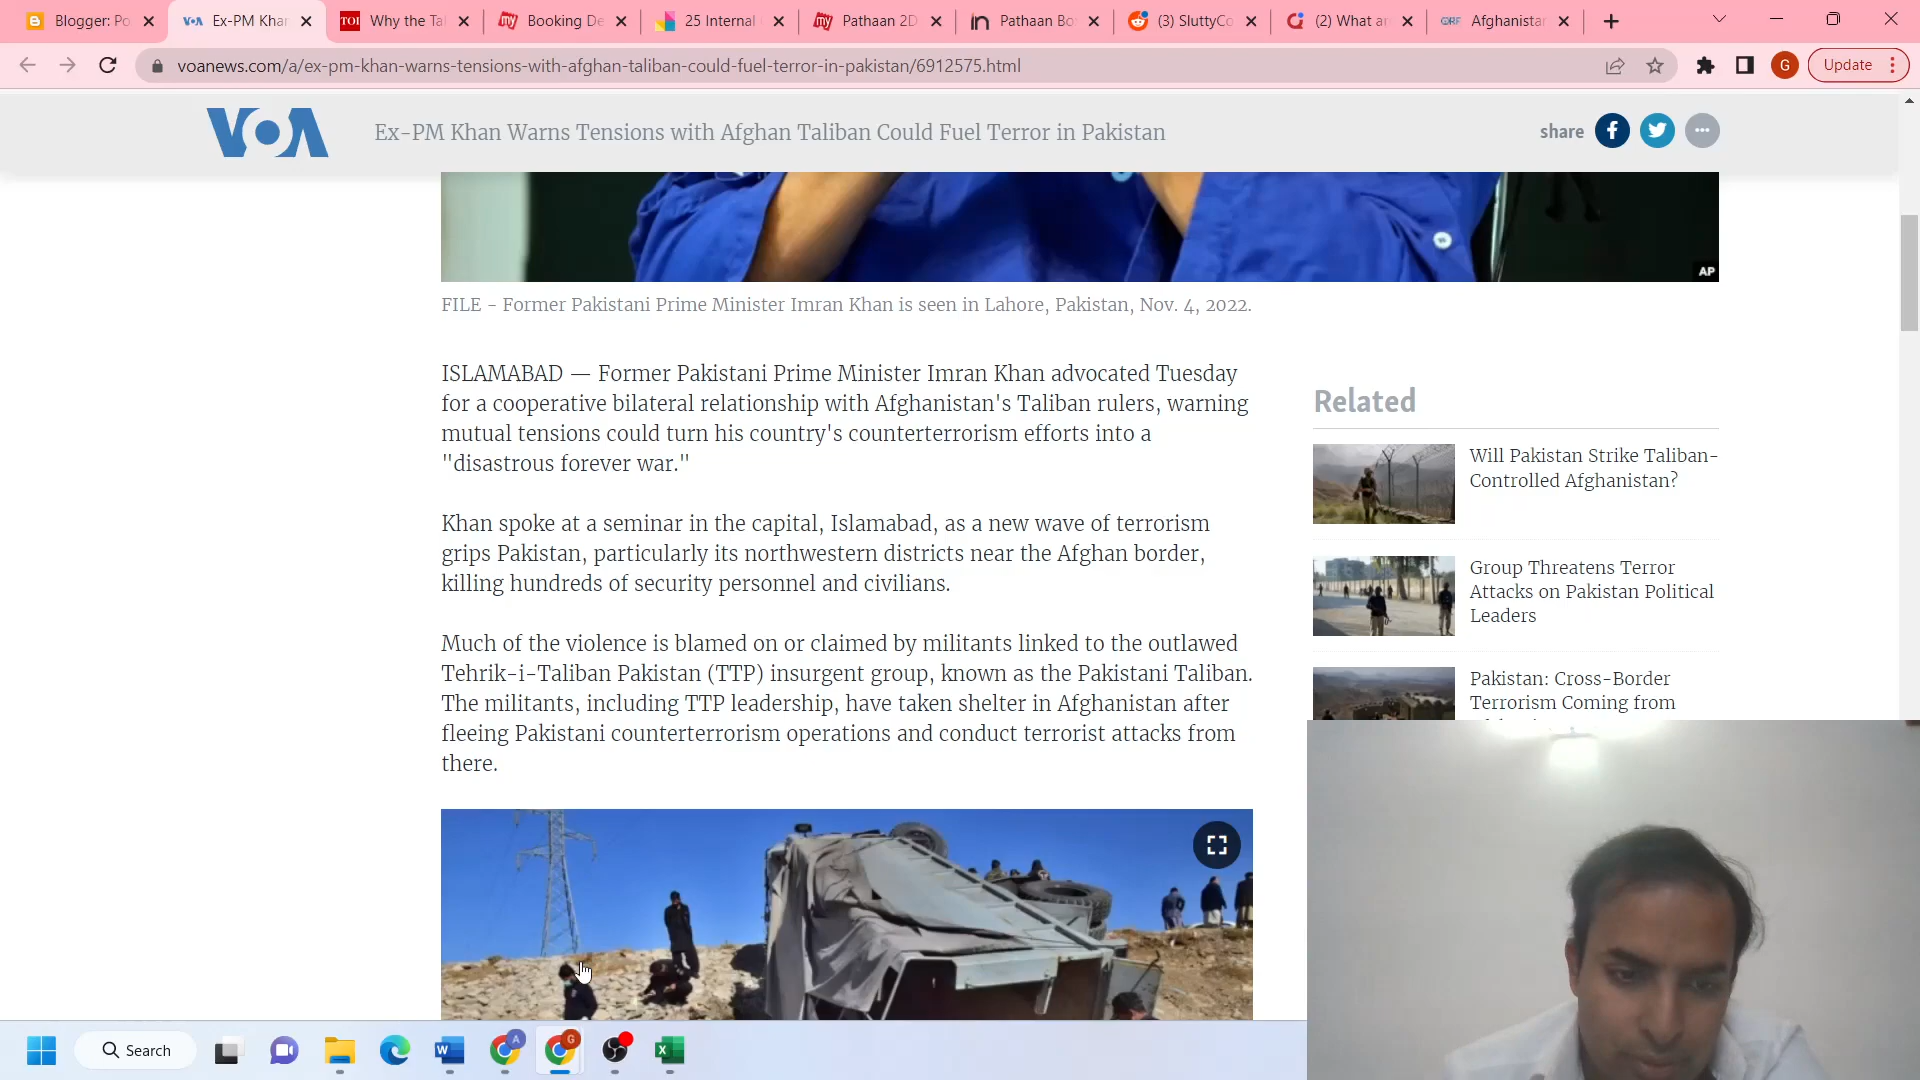 Blogger: Po
VOA Ex-PM Khan
TOI Why the Tal
my Booking De
25 Internal
my Pathaan 2D
in Pathaan Bo
(3) SluttyCo
(2) What ar
ORF Afghanistan
voanews.com/a/ex-pm-khan-warns-tensions-with-afghan-taliban-could-fuel-terror-in-pakistan/6912575.html
G
Update
VOA
Ex-PM Khan Warns Tensions with Afghan Taliban Could Fuel Terror in Pakistan
share
AP
FILE - Former Pakistani Prime Minister Imran Khan is seen in Lahore, Pakistan, Nov. 4, 2022.
ISLAMABAD — Former Pakistani Prime Minister Imran Khan advocated Tuesday
for a cooperative bilateral relationship with Afghanistan's Taliban rulers, warning
mutual tensions could turn his country's counterterrorism efforts into a
"disastrous forever war."
Khan spoke at a seminar in the capital, Islamabad, as a new wave of terrorism
grips Pakistan, particularly its northwestern districts near the Afghan border,
killing hundreds of security personnel and civilians.
Much of the violence is blamed on or claimed by militants linked to the outlawed
Tehrik-i-Taliban Pakistan (TTP) insurgent group, known as the Pakistani Taliban.
The militants, including TTP leadership, have taken shelter in Afghanistan after
fleeing Pakistani counterterrorism operations and conduct terrorist attacks from
there.
Related
Will Pakistan Strike Taliban-
Controlled Afghanistan?
Group Threatens Terror
Attacks on Pakistan Political
Leaders
Pakistan: Cross-Border
Terrorism Coming from
Search
W
A
G
X